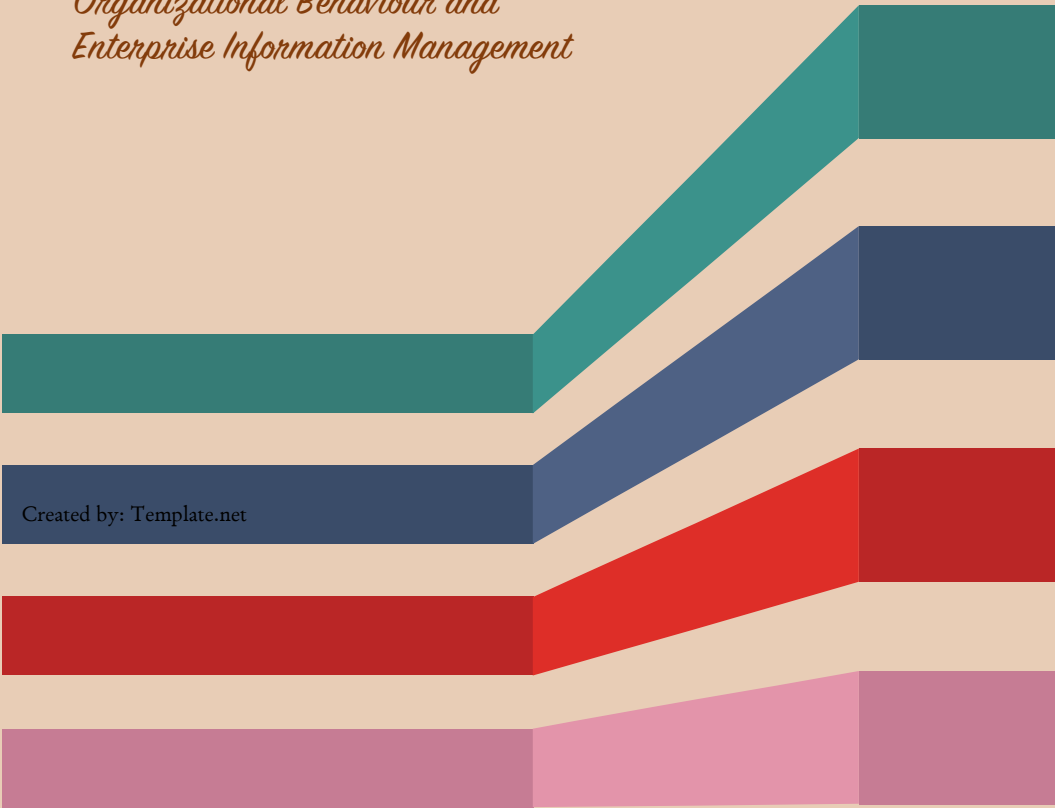 Organizational Behaviour and
Enterprise Information Management
Created by: Template.net